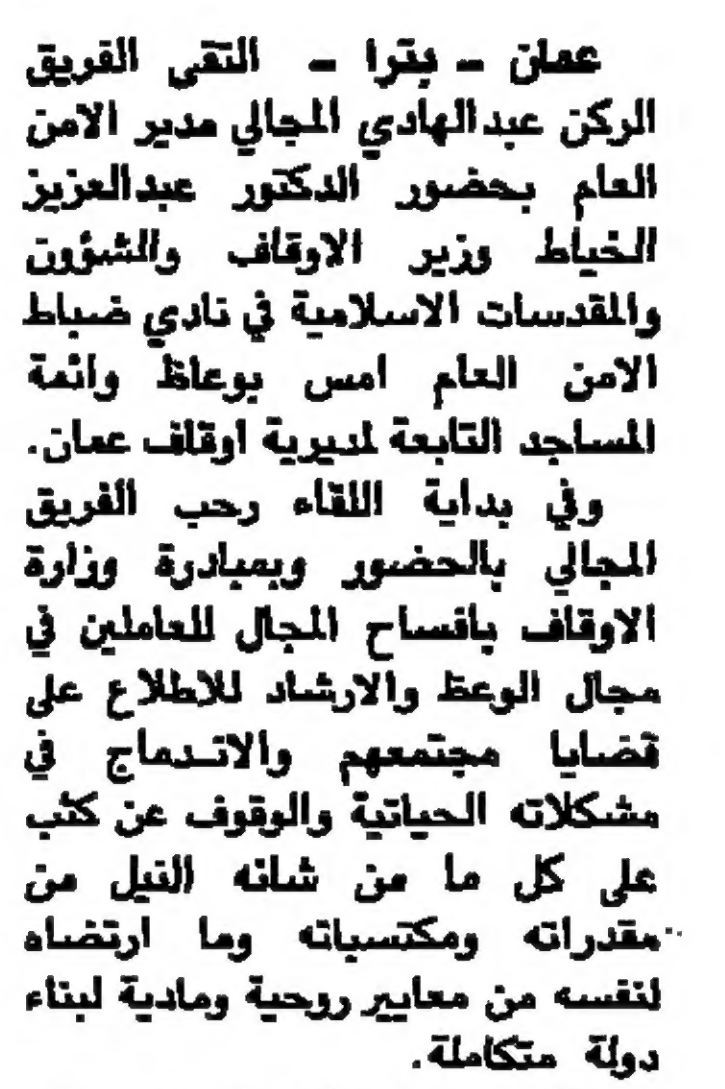 عمان - بترا - التقى الفريق
الركن عبدالهادي المجالي مدير الامن
العام بحضور الدكتور عبدالعزيز
الخياط وزير الاوقاف والشؤون
والمقدسات الاسلامية في نادي ضباط
الامن العام امس بوعاظ وائمة
المساجد التابعة لمديرية اوقاف عمان.
وفي بداية اللقاء رحب الفريق
المجالي بالحضور وبمبادرة وزارة
الاوقاف بافساح المجال للعاملين في
مجال الوعظ والارشاد للاطلاع على
قضايا مجتمعهم والاندماج في
مشكلاته الحياتية والوقوف عن كثب
على كل ما من شانه النيل من
مقدراته ومكتسباته وما ارتضاه
لنفسه من معايير روحية ومادية لبناء
دولة متكاملة.